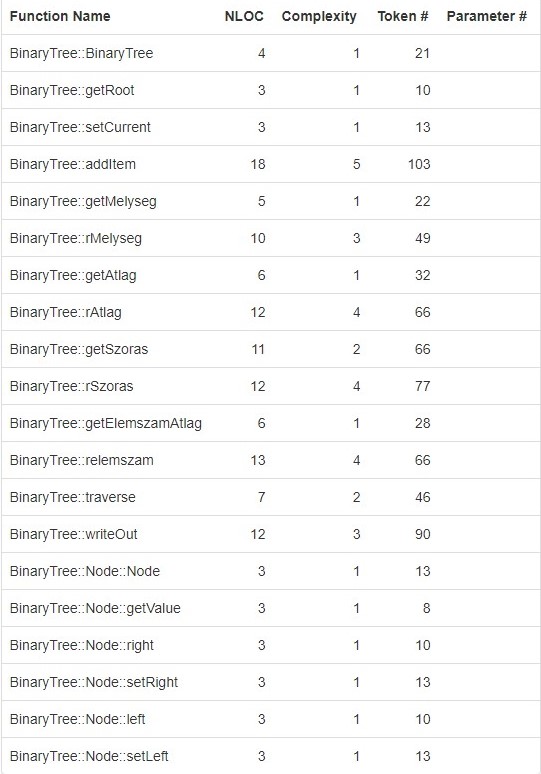 Function Name NLOC Complexity Token # Parameter #
BinaryTree::BinaryTree 4 1 21
BinaryTree::getRoot 3 1 10
BinaryTree::setCurrent 3 1 13
BinaryTree::addItem 18 5 103
BinaryTree::getMelyseg 5 1 22
BinaryTree::rMelyseg 10 3 49
BinaryTree::getAtlag 6 1 32
BinaryTree::rAtlag 12 4 66
BinaryTree::getSzoras 11 2 66
BinaryTree::rSzoras 12 4 77
BinaryTree::getElemszamAtlag 6 1 28
BinaryTree::relemszam 13 4 66
BinaryTree::traverse 7 2 46
BinaryTree::writeOut 12 3 90
BinaryTree::Node::Node 3 1 13
BinaryTree::Node::getValue 3 1 8
BinaryTree::Node::right 3 1 10
BinaryTree::Node::setRight 3 1 13
BinaryTree::Node::left 3 1 10
BinaryTree::Node::setLeft 3 1 13